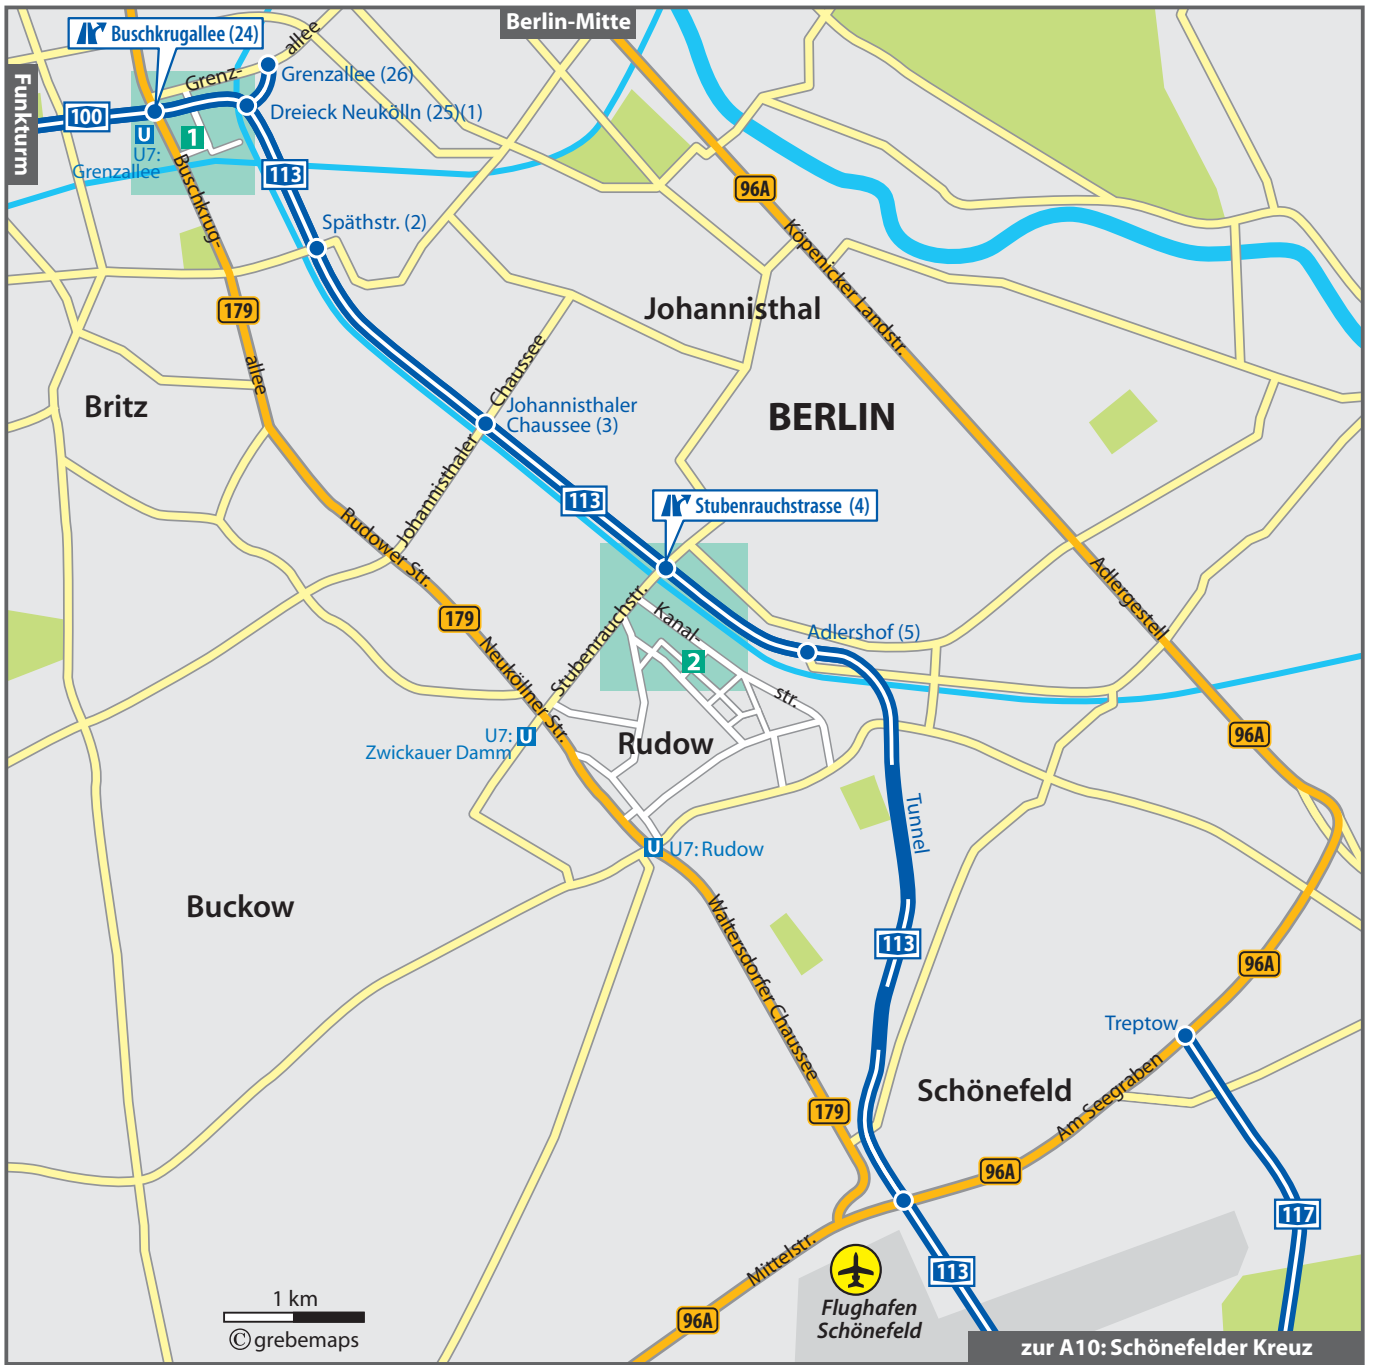 Berlin-Mitte
Buschkrugallee (24)
allee
Grenz-
Grenzallee (26)
Funkturm
100
Dreieck Neukölln (25)(1)
U
1
U7:
Grenzallee
113
96A
Buschkrug-
Späthstr. (2)
Köpenicker Landstr.
179
Johannisthal
allee
Chaussee
Britz
Johannisthaler
Chaussee (3)
BERLIN
Johannisthaler
113
Stubenrauchstrasse (4)
Rudower Str.
Adlergestell
179
Stubenrauchstr.
Kanal-
Adlershof (5)
Neuköllner Str.
2
str.
U7:
Zwickauer Damm
U
Rudow
96A
Tunnel
U
U7: Rudow
Buckow
Waltersdorfer Chaussee
113
96A
Treptow
Schönefeld
Am Seegraben
179
96A
117
Mittelstr.
113
1 km
Flughafen
Schönefeld
96A
© grebemaps
zur A10: Schönefelder Kreuz